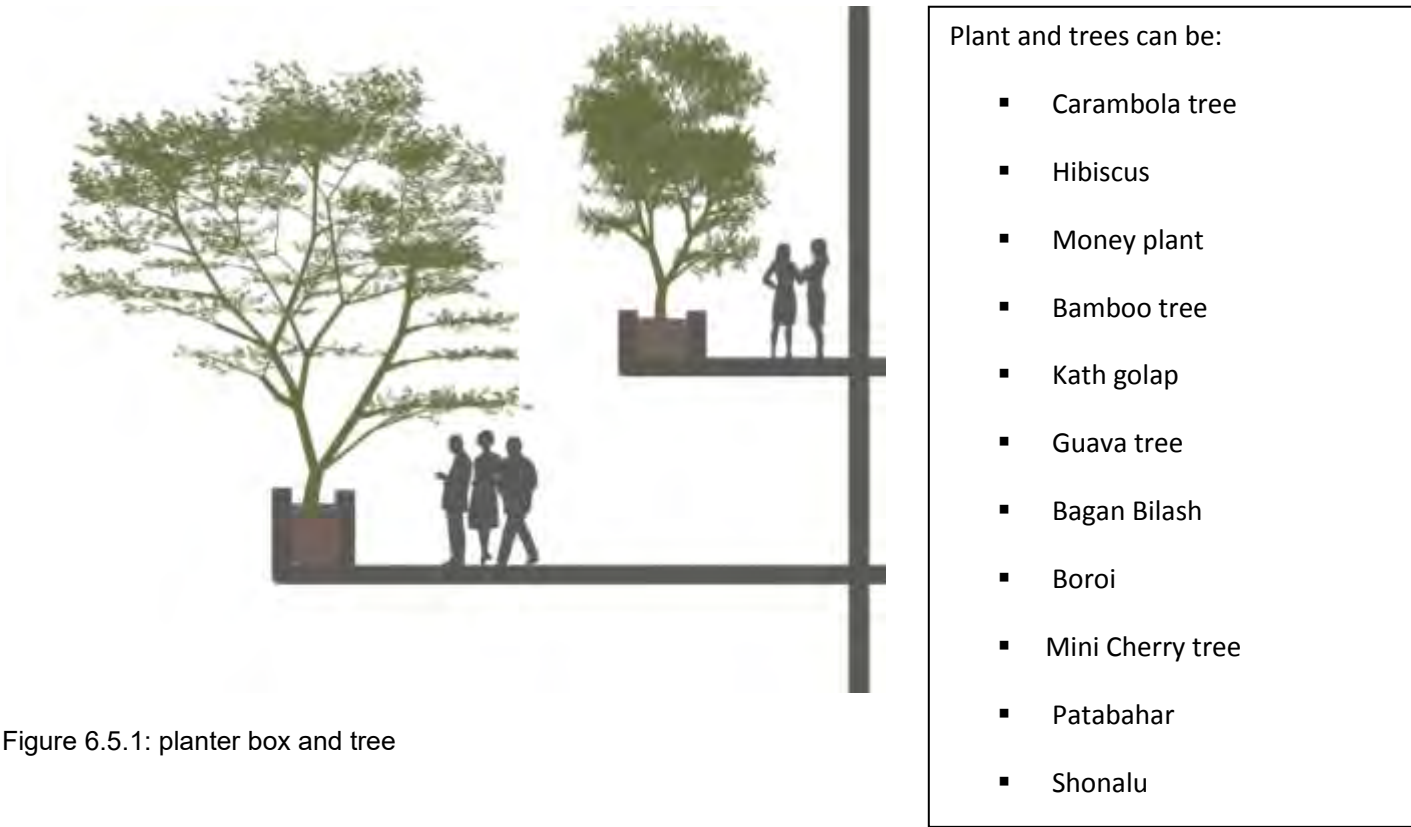 Plant and trees can be:
▪ Carambola tree
▪ Hibiscus
▪ Money plant
▪ Bamboo tree
▪ Kath golap
▪ Guava tree
▪ Bagan Bilash
▪ Boroi
▪ Mini Cherry tree
▪ Patabahar
▪ Shonalu
Figure 6.5.1: planter box and tree